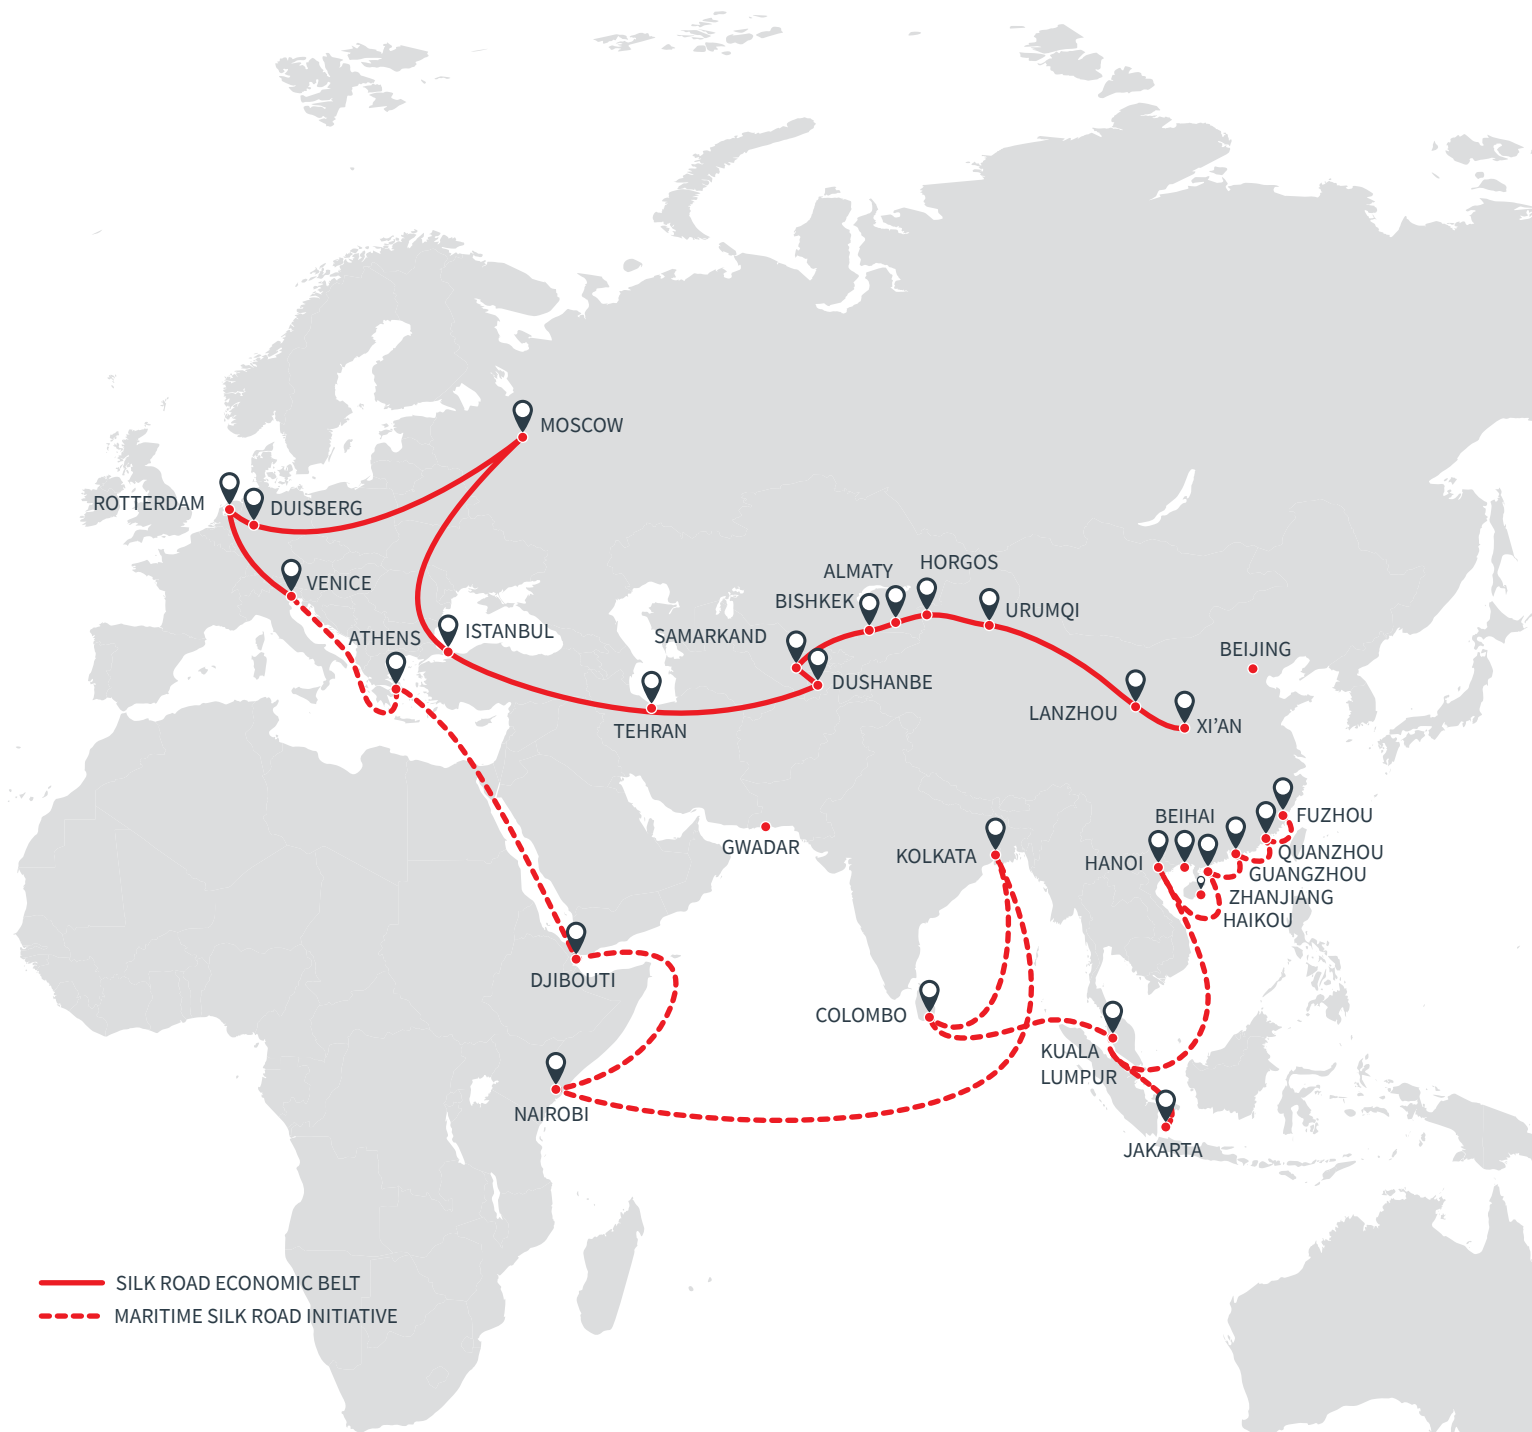 MOSCOW
ROTTERDAM
DUISBERG
HORGOS
ALMATY
VENICE
BISHKEK
URUMQI
ATHENS
ISTANBUL
SAMARKAND
BEIJING
DUSHANBE
LANZHOU
XI’AN
TEHRAN
BEIHAI
FUZHOU
GWADAR
KOLKATA
HANOI
QUANZHOU
GUANGZHOU
ZHANJIANG
HAIKOU
DJIBOUTI
COLOMBO
KUALA
LUMPUR
NAIROBI
JAKARTA
SILK ROAD ECONOMIC BELT
MARITIME SILK ROAD INITIATIVE